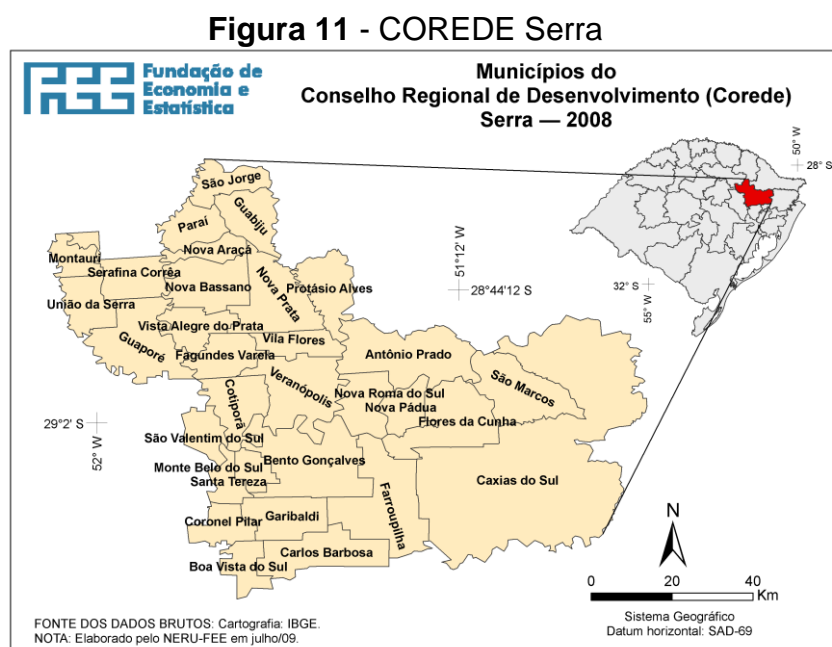 Figura 11 - COREDE Serra
FEE
Fundação de
Economia e
Estatística
Municípios do
Conselho Regional de Desenvolvimento (Corede)
Serra — 2008
50° W
28° S
32° S
55° W
51°12' W
28°44'12 S
29°2' S
52° W
São Jorge
Guabiju
Paraí
Nova Araçá
Montauri
Serafina Corrêa
Nova Bassano
Nova Prata
Protásio Alves
União da Serra
Vista Alegre do Prata
Guaporé
Vila Flores
Fagundes Varela
Antônio Prado
Veranópolis
São Marcos
Cotiporã
Nova Roma do Sul
Nova Pádua
Flores da Cunha
São Valentim do Sul
Bento Gonçalves
Monte Belo do Sul
Santa Tereza
Caxias do Sul
Farroupilha
Coronel Pilar
Garibaldi
Carlos Barbosa
Boa Vista do Sul
N
0 20 40
Km
Sistema Geográfico
Datum horizontal: SAD-69
FONTE DOS DADOS BRUTOS: Cartografia: IBGE.
NOTA: Elaborado pelo NERU-FEE em julho/09.